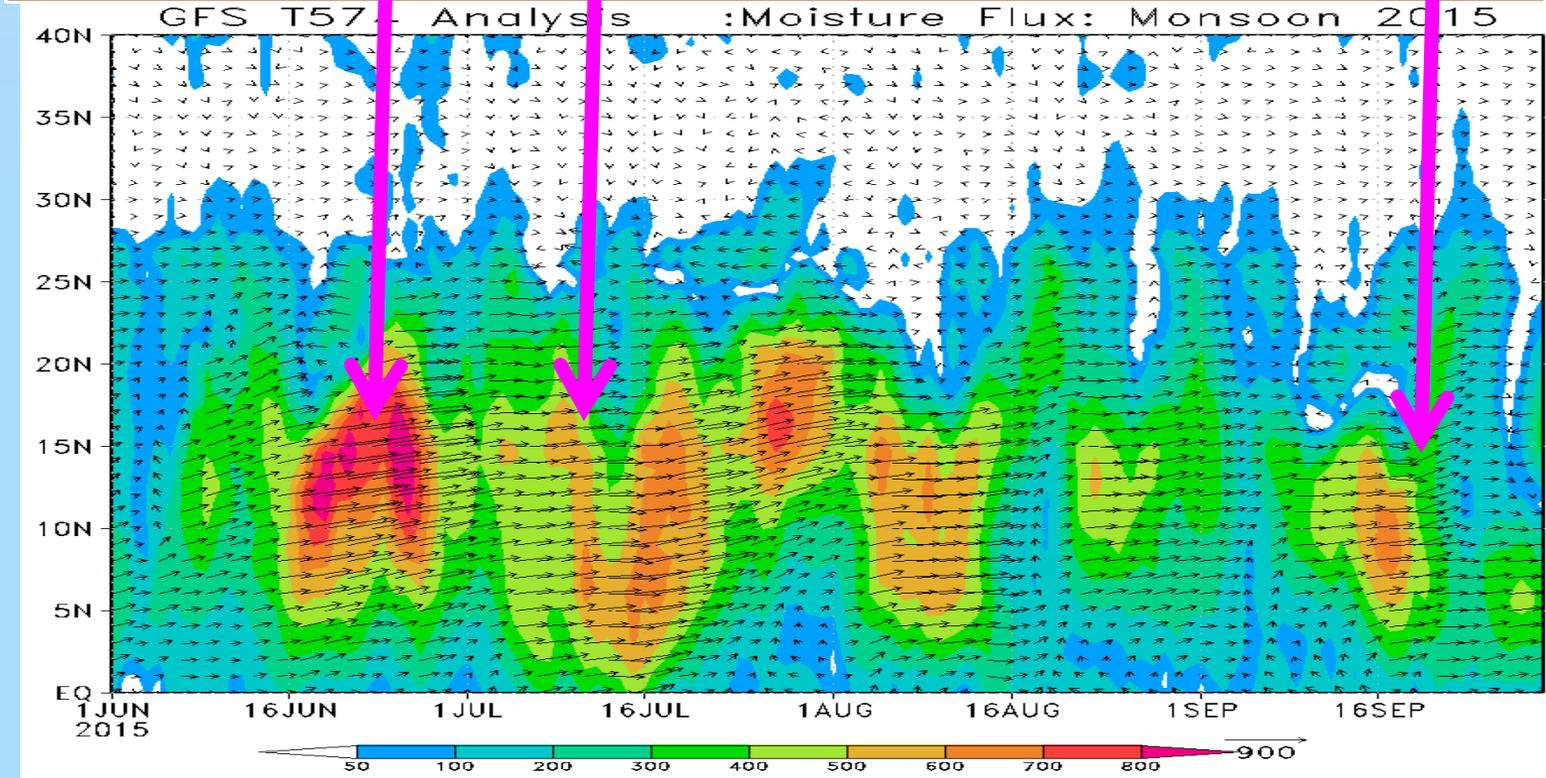 GFS T574 Analysis :Moisture Flux: Monsoon 2015
40N
35N
30N
25N
20N
15N
10N
5N
EQ
1JUN 16JUN 1JUL 16JUL 1AUG 16AUG 1SEP 16SEP
2015
900
50 100 200 300 400 500 600 700 800